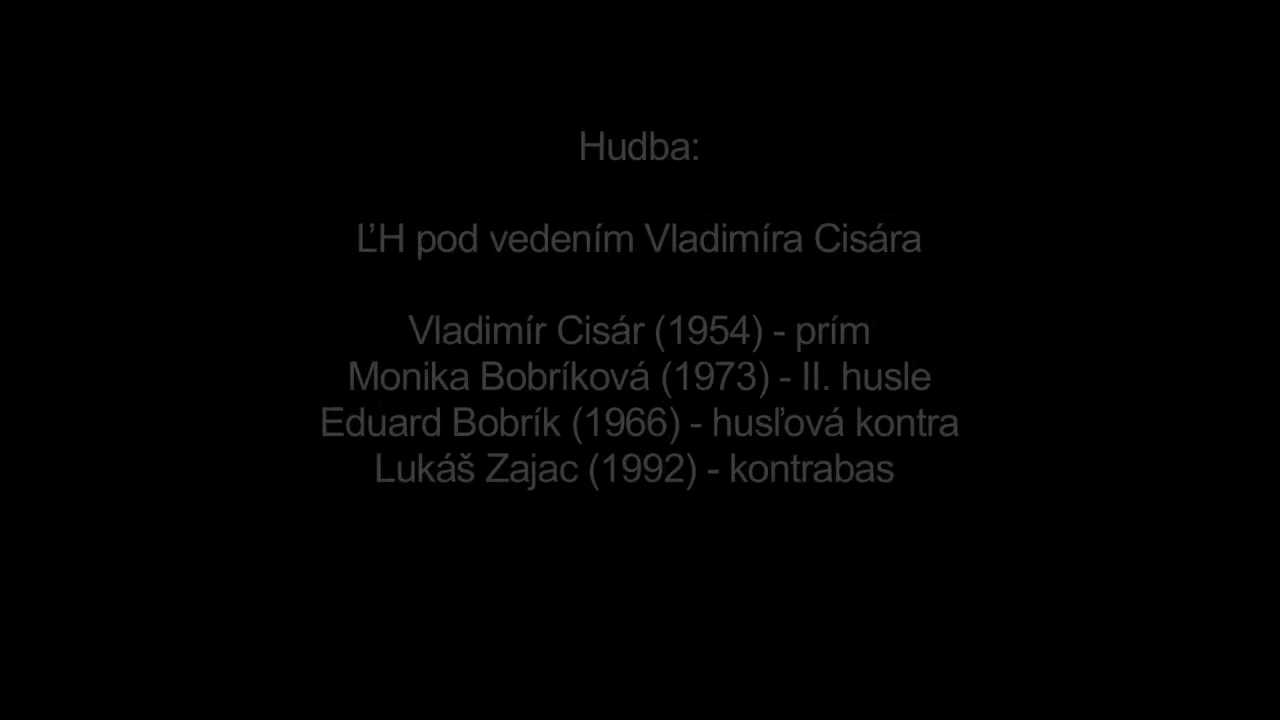 Hudba:
ĽH pod vedením Vladimíra Cisára
Vladimír Cisár (1954) - prím
Monika Bobríková (1973) - II. husle
Eduard Bobrík (1966) - husľová kontra
Lukáš Zajac (1992) - kontrabas